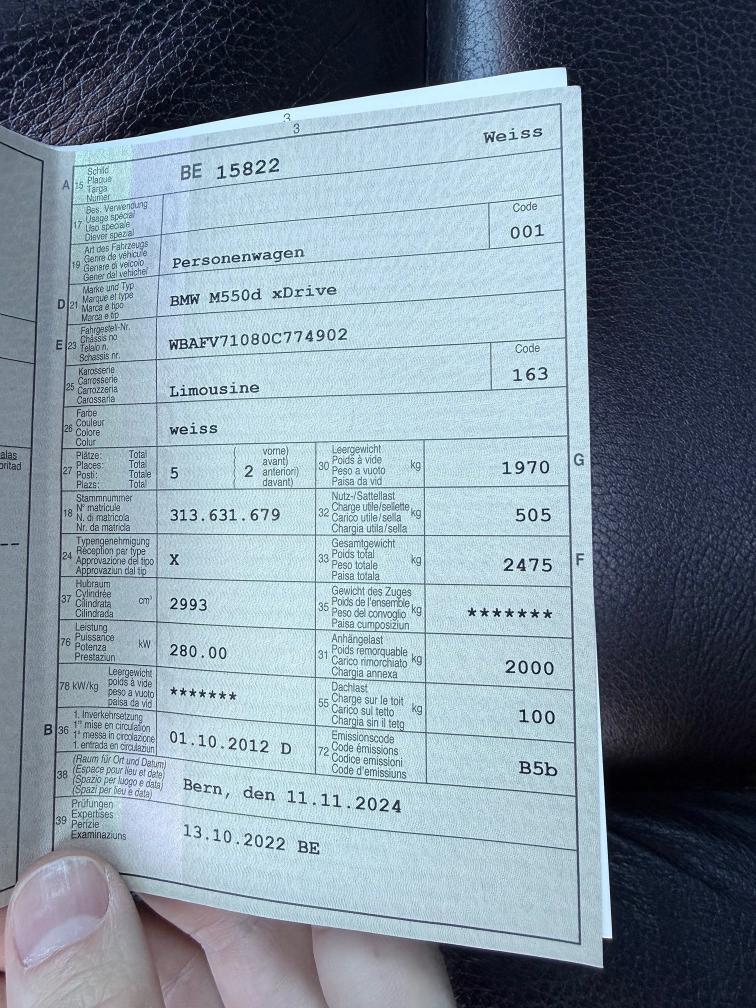 3
3
A 15 Schild
Plaque
Targa
Numer
BE 15822 Weiss
17 Bes. Verwendung
Usage spécial
Uso speciale
Diever spezial
19 Art des Fahrzeugs
Genre de véhicule
Genere di veicolo
Gener dal vehichel
Personenwagen
Code
001
D 21 Marke und Typ
Marque et type
Marca e tipo
Marca e tip
BMW M550d xDrive
E 23 Fahrgestell-Nr.
Châssis no
Telaio n.
Schassis nr.
WBAFV71080C774902
25 Karosserie
Carrosserie
Carrozzeria
Carossaria
Limousine
Code
163
26 Farbe
Couleur
Colore
Colur
weiss
27 Plätze: Total
Places: Total
Posti: Totale
Plazs: Total
5
2
vorne)
avant)
anteriori)
davant)
30 Leergewicht
Poids à vide
Peso a vuoto
Paisa da vid
kg
1970
G
18 Stammnummer
N° matricule
N. di matricola
Nr. da matricla
313.631.679
32 Nutz-/Sattellast
Charge utile/sellette
Carico utile/sella
Chargia utila/sella
kg
505
24 Typengenehmigung
Réception par type
Approvazione del tipo
Approvaziun dal tip
X
33 Gesamtgewicht
Poids total
Peso totale
Paisa totala
kg
2475
F
37 Hubraum
Cylindrée
Cilindrata
Cilindrada
cm³
2993
35 Gewicht des Zuges
Poids de l'ensemble
Peso del convoglio
Paisa cumposiziun
kg
*******
76 Leistung
Puissance
Potenza
Prestaziun
kW
280.00
31 Anhängelast
Poids remorquable
Carico rimorchiato
Chargia annexa
kg
2000
78 kW/kg Leergewicht
poids à vide
peso a vuoto
paisa da vid
*******
55 Dachlast
Charge sur le toit
Carico sul tetto
Chargia sin il tetg
kg
100
B 36 1. Inverkehrsetzung
1re mise en circulation
1a messa in circolazione
1. entrada en circulaziun
01.10.2012 D
72 Emissionscode
Code émissions
Codice emissioni
Code d'emissiuns
B5b
38 (Raum für Ort und Datum)
(Espace pour lieu et date)
(Spazio per luogo e data)
(Spazi per lieu e data)
Bern, den 11.11.2024
39 Prüfungen
Expertises
Perizie
Examinaziuns
13.10.2022 BE